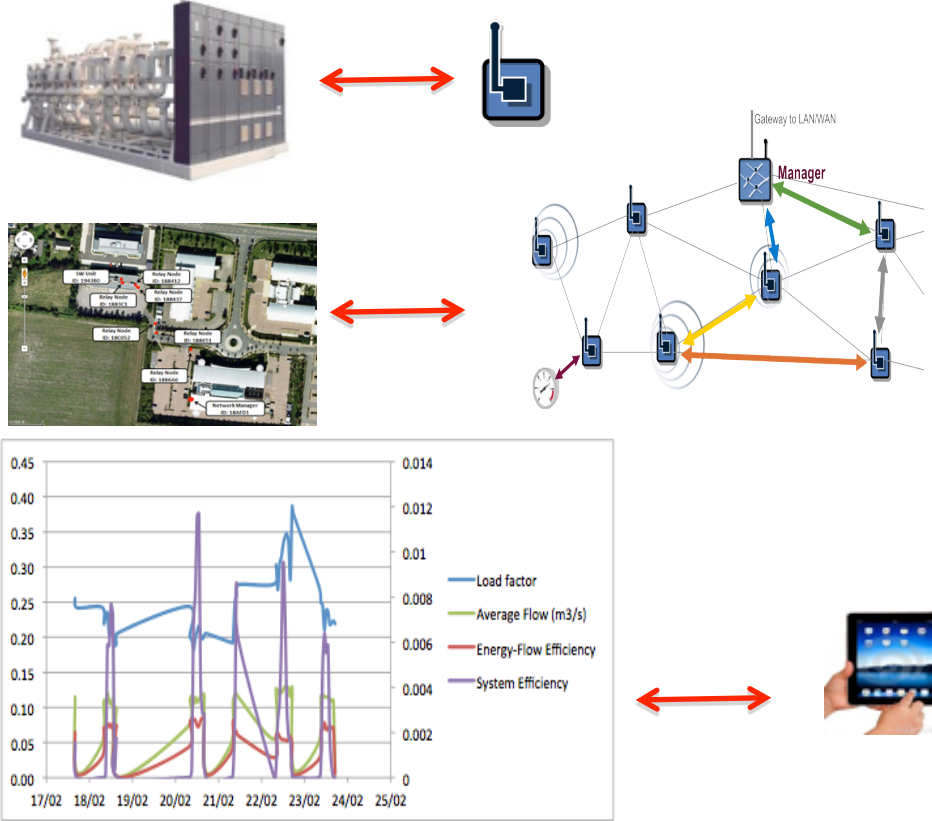 Gateway to LAN/WAN
Manager
SW Unit
ID: 194380
Relay Node
ID: 188412
Relay Node
ID: 1883C1
Relay Node
ID: 188437
Relay Node
ID: 18C052
Relay Node
ID: 188651
Relay Node
ID: 1886A6
NetworkManager
ID: 18AFD1
0.45
0.40
0.35
0.30
0.25
0.20
0.15
0.10
0.05
0.00
0.014
0.012
0.01
0.008
0.006
0.004
0.002
0
17/02 18/02 19/02 20/02 21/02 22/02 23/02 24/02 25/02
Load factor
Average Flow (m3/s)
Energy-Flow Efficiency
System Efficiency